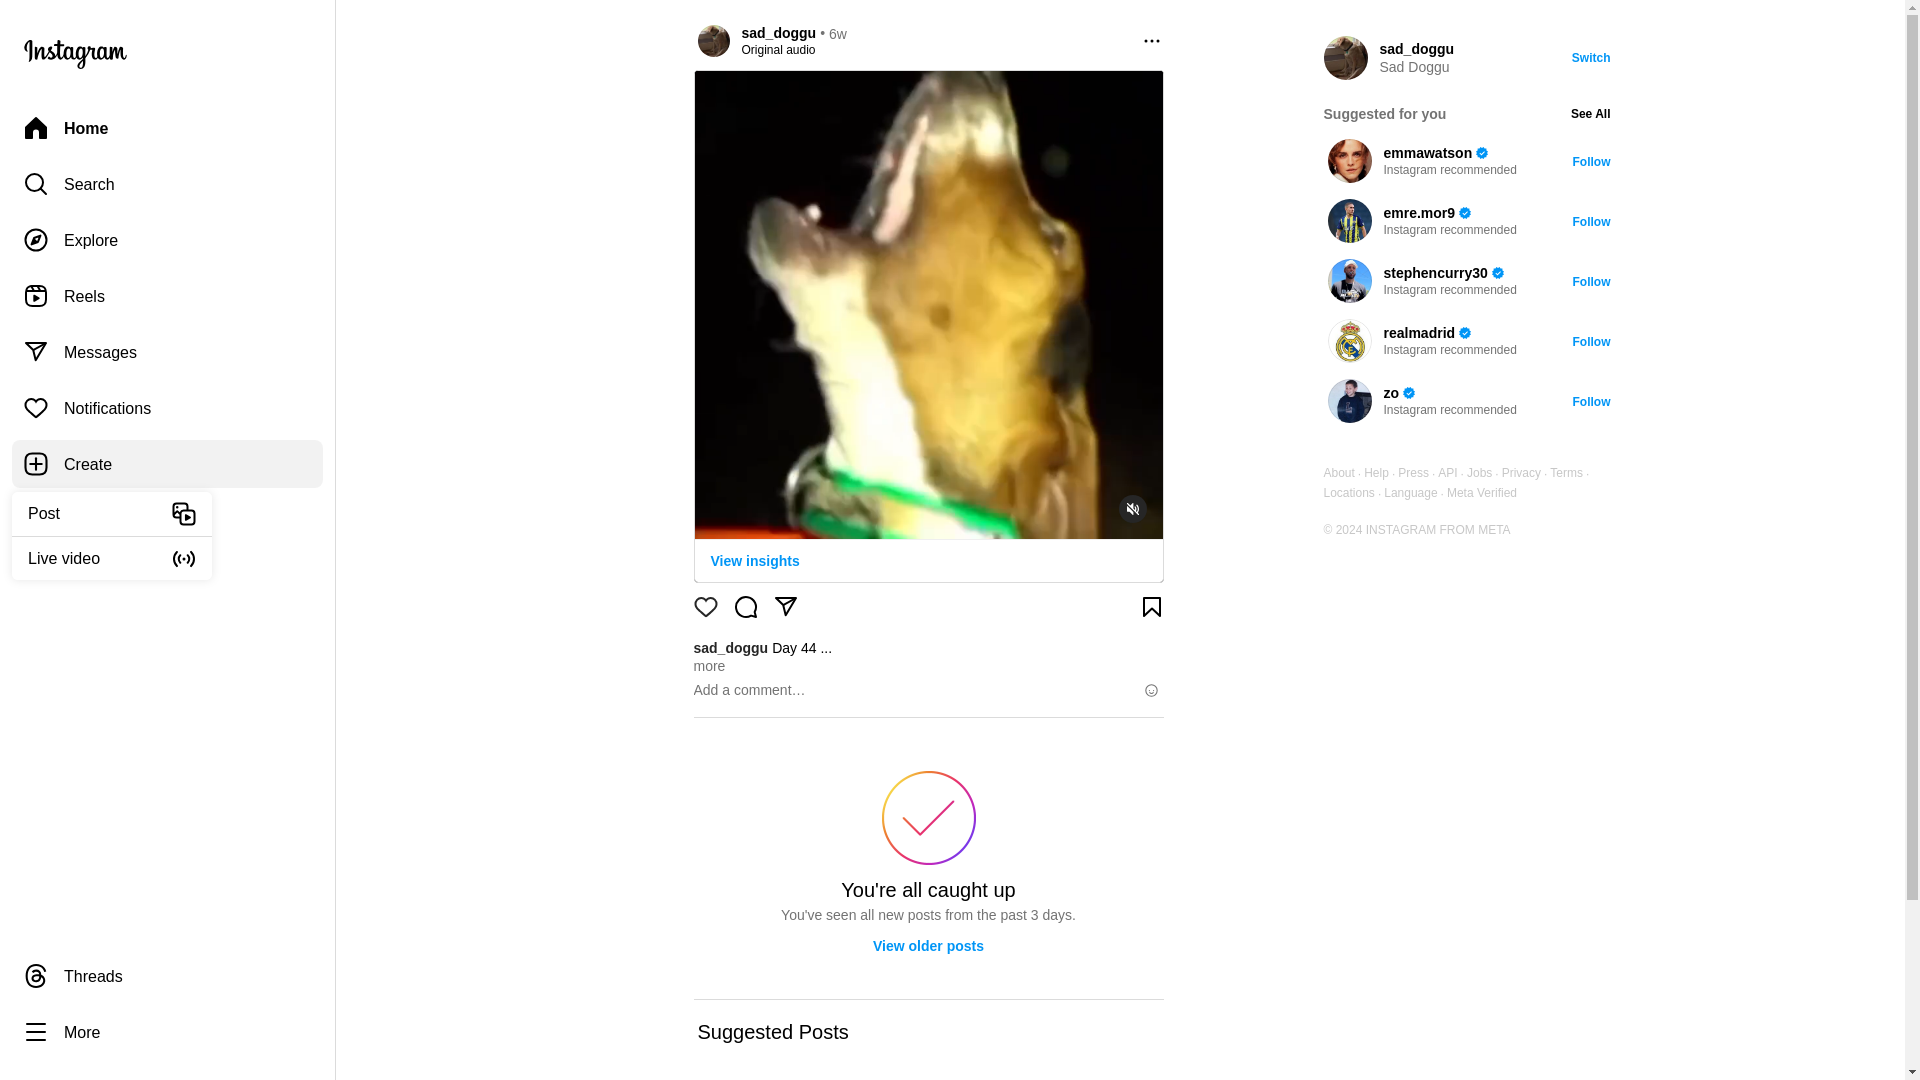 Instagram
Home
Search
Explore
Reels
Messages
Notifications
Create
Post
Live video
Threads
More
sad_doggu • 6w
Original audio
View insights
sad_doggu Day 44 ...
more
Add a comment…
You're all caught up
You've seen all new posts from the past 3 days.
View older posts
Suggested Posts
sad_doggu
Sad Doggu
Switch
Suggested for you
See All
emmawatson
Instagram recommended
Follow
emre.mor9
Instagram recommended
Follow
stephencurry30
Instagram recommended
Follow
realmadrid
Instagram recommended
Follow
zo
Instagram recommended
Follow
About · Help · Press · API · Jobs · Privacy · Terms ·
Locations · Language · Meta Verified
© 2024 INSTAGRAM FROM META